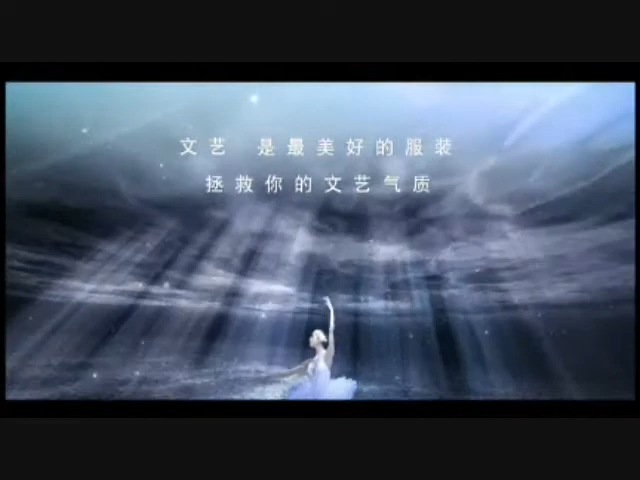 文艺 是最美好的服装
拯救你的文艺气质